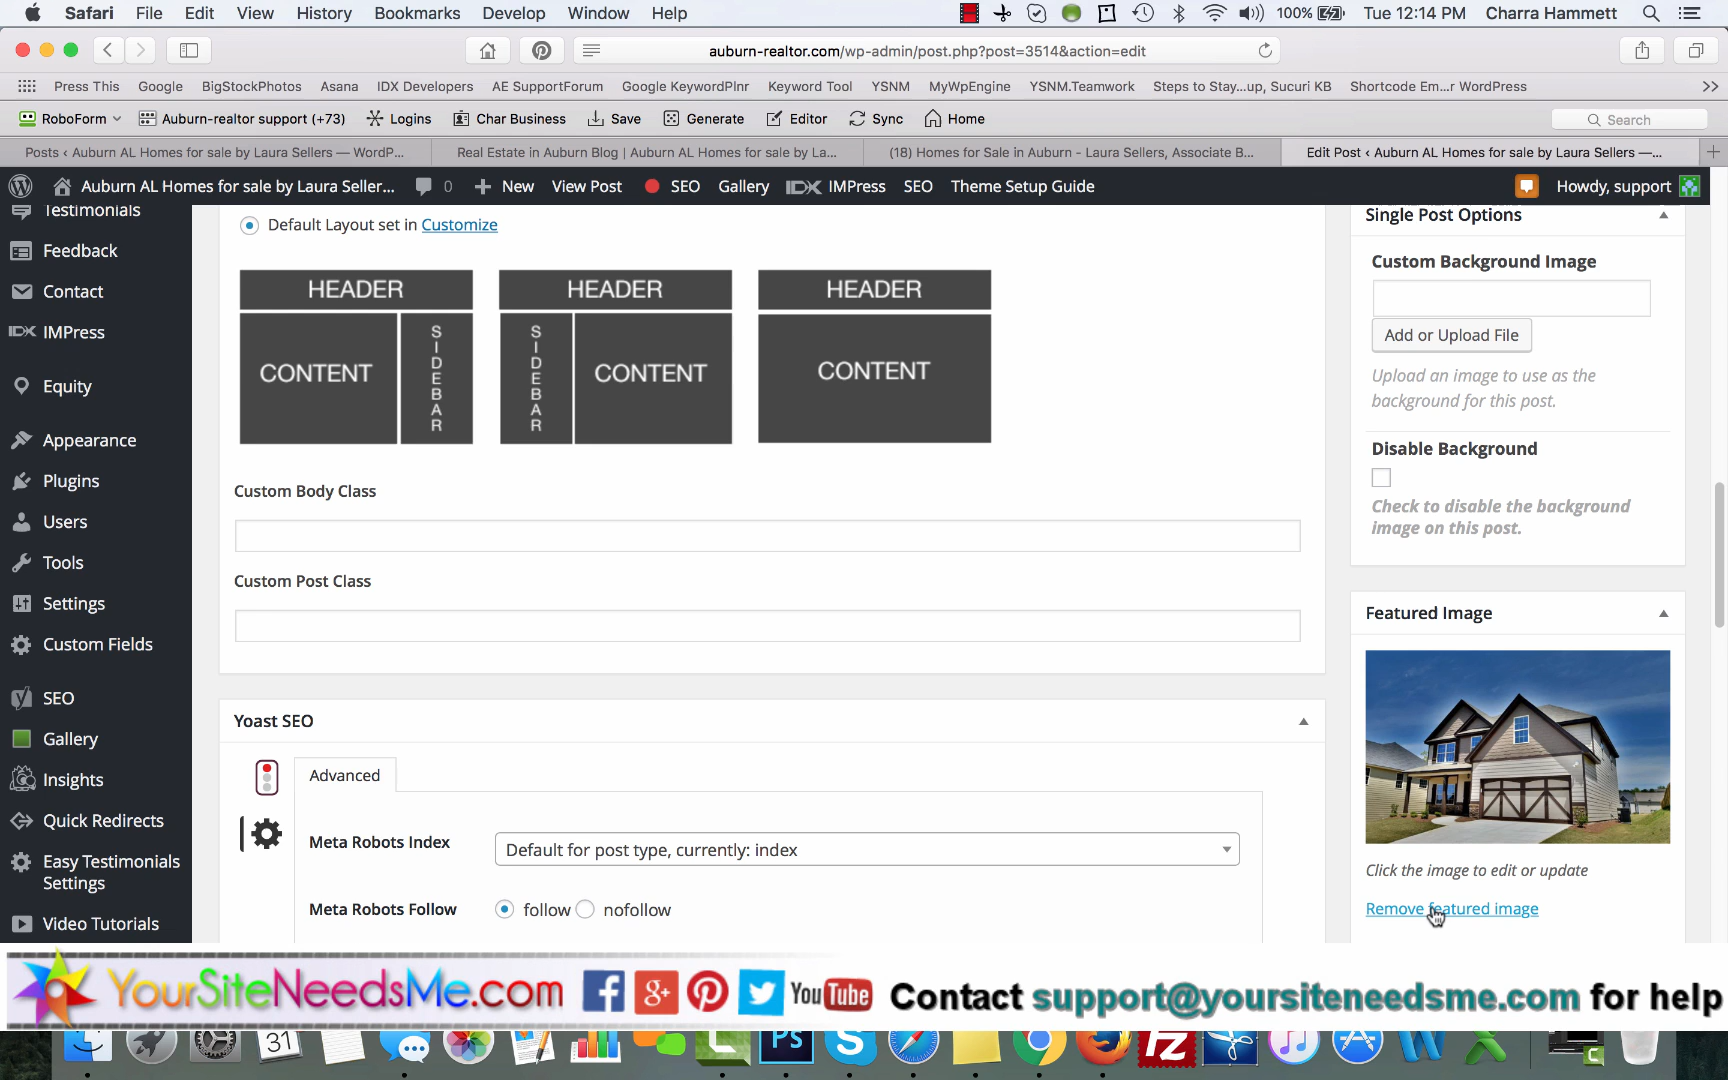 Safari File Edit View History Bookmarks Develop Window Help 100% Tue 12:14 PM Charra Hammett
auburn-realtor.com/wp-admin/post.php?post=3514&action=edit
Press This Google BigStockPhotos Asana IDX Developers AE SupportForum Google KeywordPlnr Keyword Tool YSNM MyWpEngine YSNM.Teamwork Steps to Stay...up, Sucuri KB Shortcode Em...r WordPress
RoboForm Auburn-realtor support (+73) Logins Char Business Save Generate Editor Sync Home Search
Posts ‹ Auburn AL Homes for sale by Laura Sellers — WordP... Real Estate in Auburn Blog | Auburn AL Homes for sale by La... (18) Homes for Sale in Auburn - Laura Sellers, Associate B... Edit Post ‹ Auburn AL Homes for sale by Laura Sellers —...
Auburn AL Homes for sale by Laura Seller... 0 New View Post SEO Gallery IDX IMPress SEO Theme Setup Guide Howdy, support
Testimonials
Feedback
Contact
IDX IMPress
Equity
Appearance
Plugins
Users
Tools
Settings
Custom Fields
SEO
Gallery
Insights
Quick Redirects
Easy Testimonials
Settings
Video Tutorials
Default Layout set in Customize
HEADER HEADER HEADER
CONTENT SIDEBAR SIDEBAR CONTENT CONTENT
Custom Body Class
Custom Post Class
Yoast SEO
Advanced
Meta Robots Index Default for post type, currently: index
Meta Robots Follow follow nofollow
Single Post Options
Custom Background Image
Add or Upload File
Upload an image to use as the
background for this post.
Disable Background
Check to disable the background
image on this post.
Featured Image
Click the image to edit or update
Remove featured image
YourSiteNeedsMe.com f g+ You Tube Contact support@yoursiteneedsme.com for help
31 Ps S FZ W X C